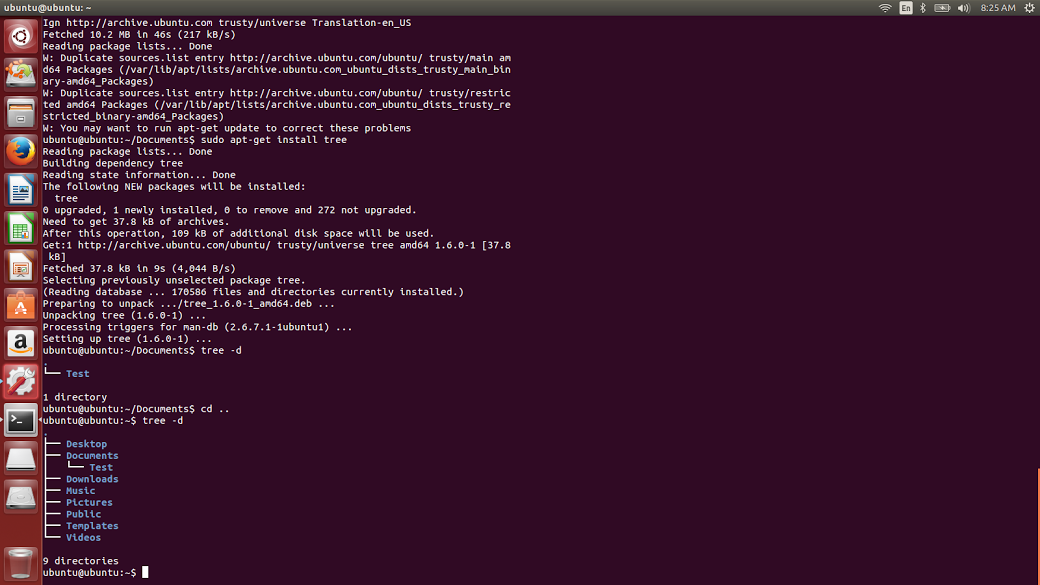 ubuntu@ubuntu: ~
En
8:25 AM
Ign http://archive.ubuntu.com trusty/universe Translation-en_US
Fetched 10.2 MB in 46s (217 kB/s)
Reading package lists... Done
W: Duplicate sources.list entry http://archive.ubuntu.com/ubuntu/ trusty/main am
d64 Packages (/var/lib/apt/lists/archive.ubuntu.com_ubuntu_dists_trusty_main_bin
ary-amd64_Packages)
W: Duplicate sources.list entry http://archive.ubuntu.com/ubuntu/ trusty/restric
ted amd64 Packages (/var/lib/apt/lists/archive.ubuntu.com_ubuntu_dists_trusty_re
stricted_binary-amd64_Packages)
W: You may want to run apt-get update to correct these problems
ubuntu@ubuntu:~/Documents$ sudo apt-get install tree
Reading package lists... Done
Building dependency tree
Reading state information... Done
The following NEW packages will be installed:
  tree
0 upgraded, 1 newly installed, 0 to remove and 272 not upgraded.
Need to get 37.8 kB of archives.
After this operation, 109 kB of additional disk space will be used.
Get:1 http://archive.ubuntu.com/ubuntu/ trusty/universe tree amd64 1.6.0-1 [37.8
 kB]
Fetched 37.8 kB in 9s (4,044 B/s)
Selecting previously unselected package tree.
(Reading database ... 170586 files and directories currently installed.)
Preparing to unpack .../tree_1.6.0-1_amd64.deb ...
Unpacking tree (1.6.0-1) ...
Processing triggers for man-db (2.6.7.1-1ubuntu1) ...
Setting up tree (1.6.0-1) ...
ubuntu@ubuntu:~/Documents$ tree -d
.
└── Test

1 directory
ubuntu@ubuntu:~/Documents$ cd ..
ubuntu@ubuntu:~$ tree -d
.
├── Desktop
├── Documents
│   └── Test
├── Downloads
├── Music
├── Pictures
├── Public
├── Templates
└── Videos

9 directories
ubuntu@ubuntu:~$